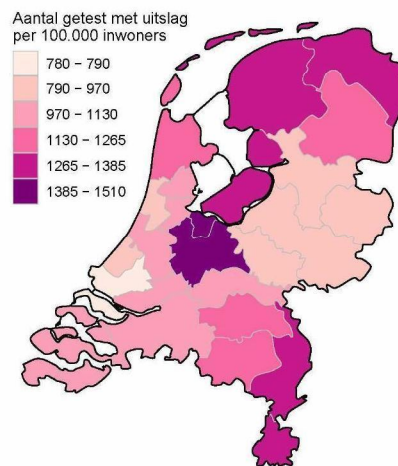 Aantal getest met uitslag
per 100.000 inwoners
780 – 790
790 – 970
970 – 1130
1130 – 1265
1265 – 1385
1385 – 1510